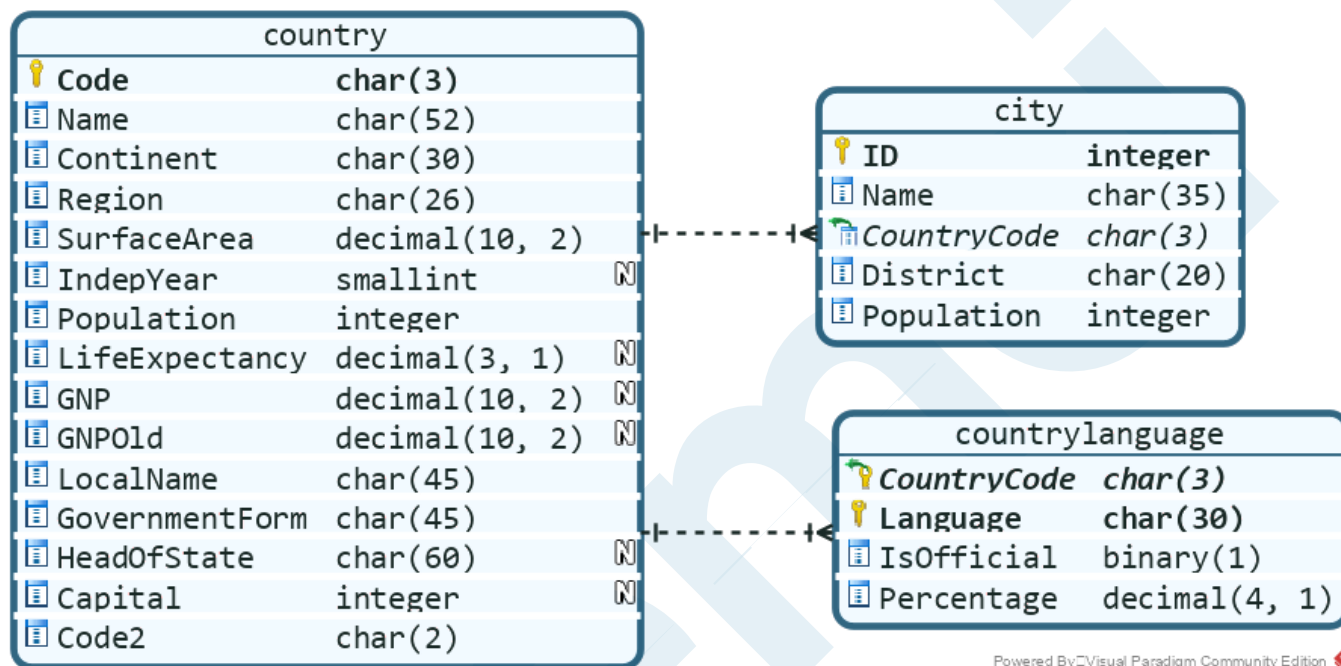 country
Code char(3)
Name char(52)
Continent char(30)
Region char(26)
SurfaceArea decimal(10, 2)
IndepYear smallint N
Population integer
LifeExpectancy decimal(3, 1) N
GNP decimal(10, 2) N
GNPOld decimal(10, 2) N
LocalName char(45)
GovernmentForm char(45)
HeadOfState char(60) N
Capital integer N
Code2 char(2)
city
ID integer
Name char(35)
CountryCode char(3)
District char(20)
Population integer
countrylanguage
CountryCode char(3)
Language char(30)
IsOfficial binary(1)
Percentage decimal(4, 1)
Powered By Visual Paradigm Community Edition